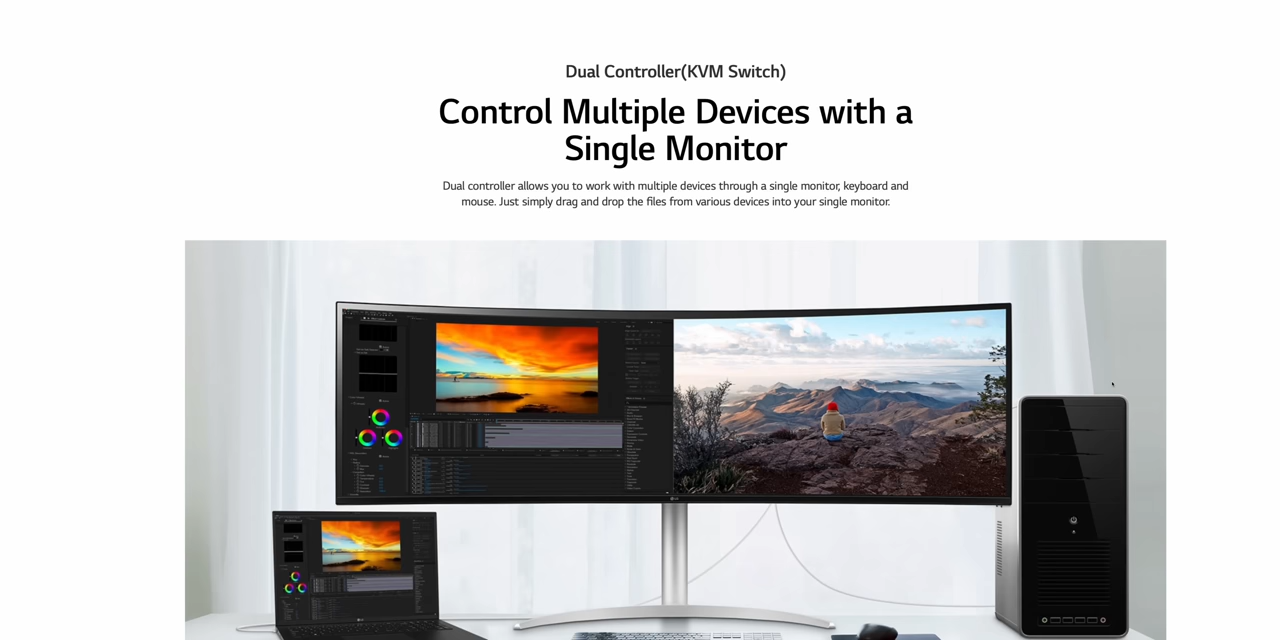 Dual Controller(KVM Switch)
Control Multiple Devices with a
Single Monitor
Dual controller allows you to work with multiple devices through a single monitor, keyboard and
mouse. Just simply drag and drop the files from various devices into your single monitor.
LG
LG